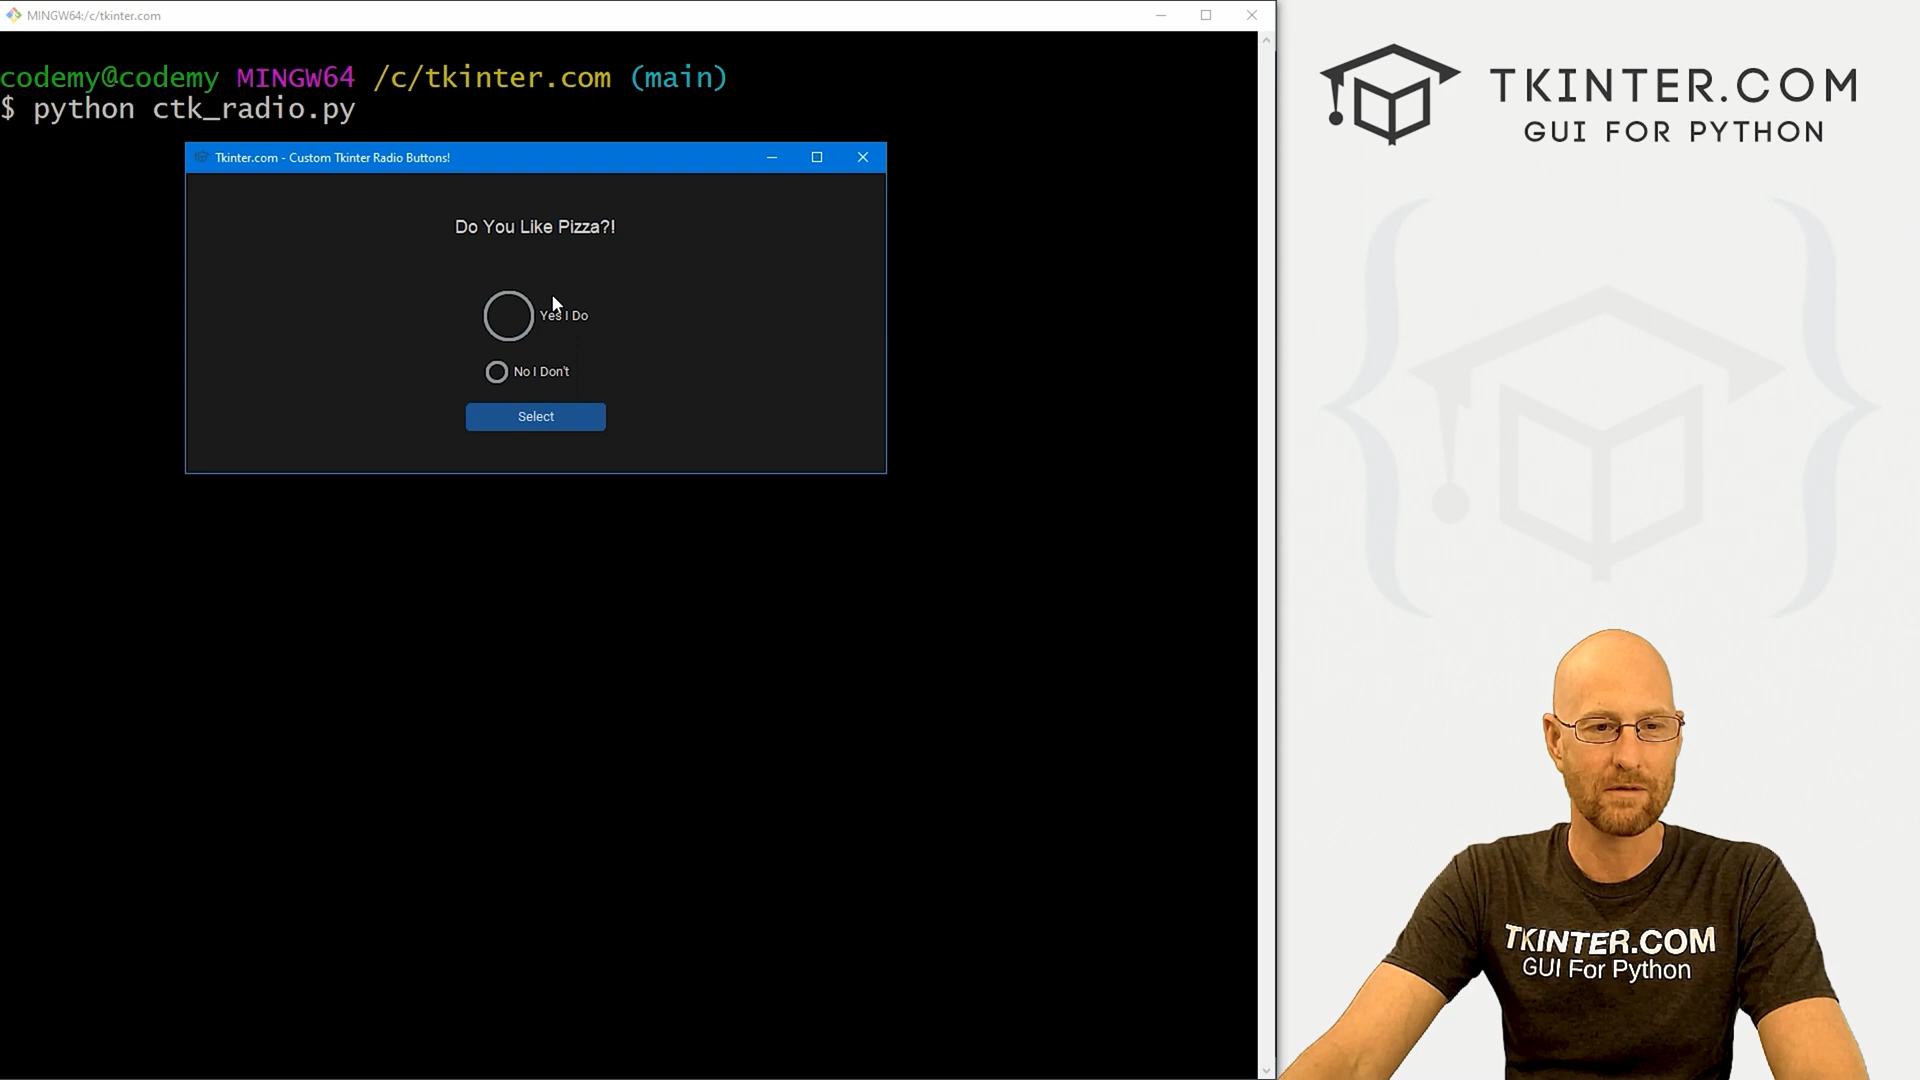 MINGW64:/c/tkinter.com
codemy@codemy MINGW64 /c/tkinter.com (main)
$ python ctk_radio.py
Tkinter.com - Custom Tkinter Radio Buttons!
Do You Like Pizza?!
Yes I Do
No I Don't
Select
TKINTER.COM
GUI FOR PYTHON
TKINTER.COM
GUI For Python